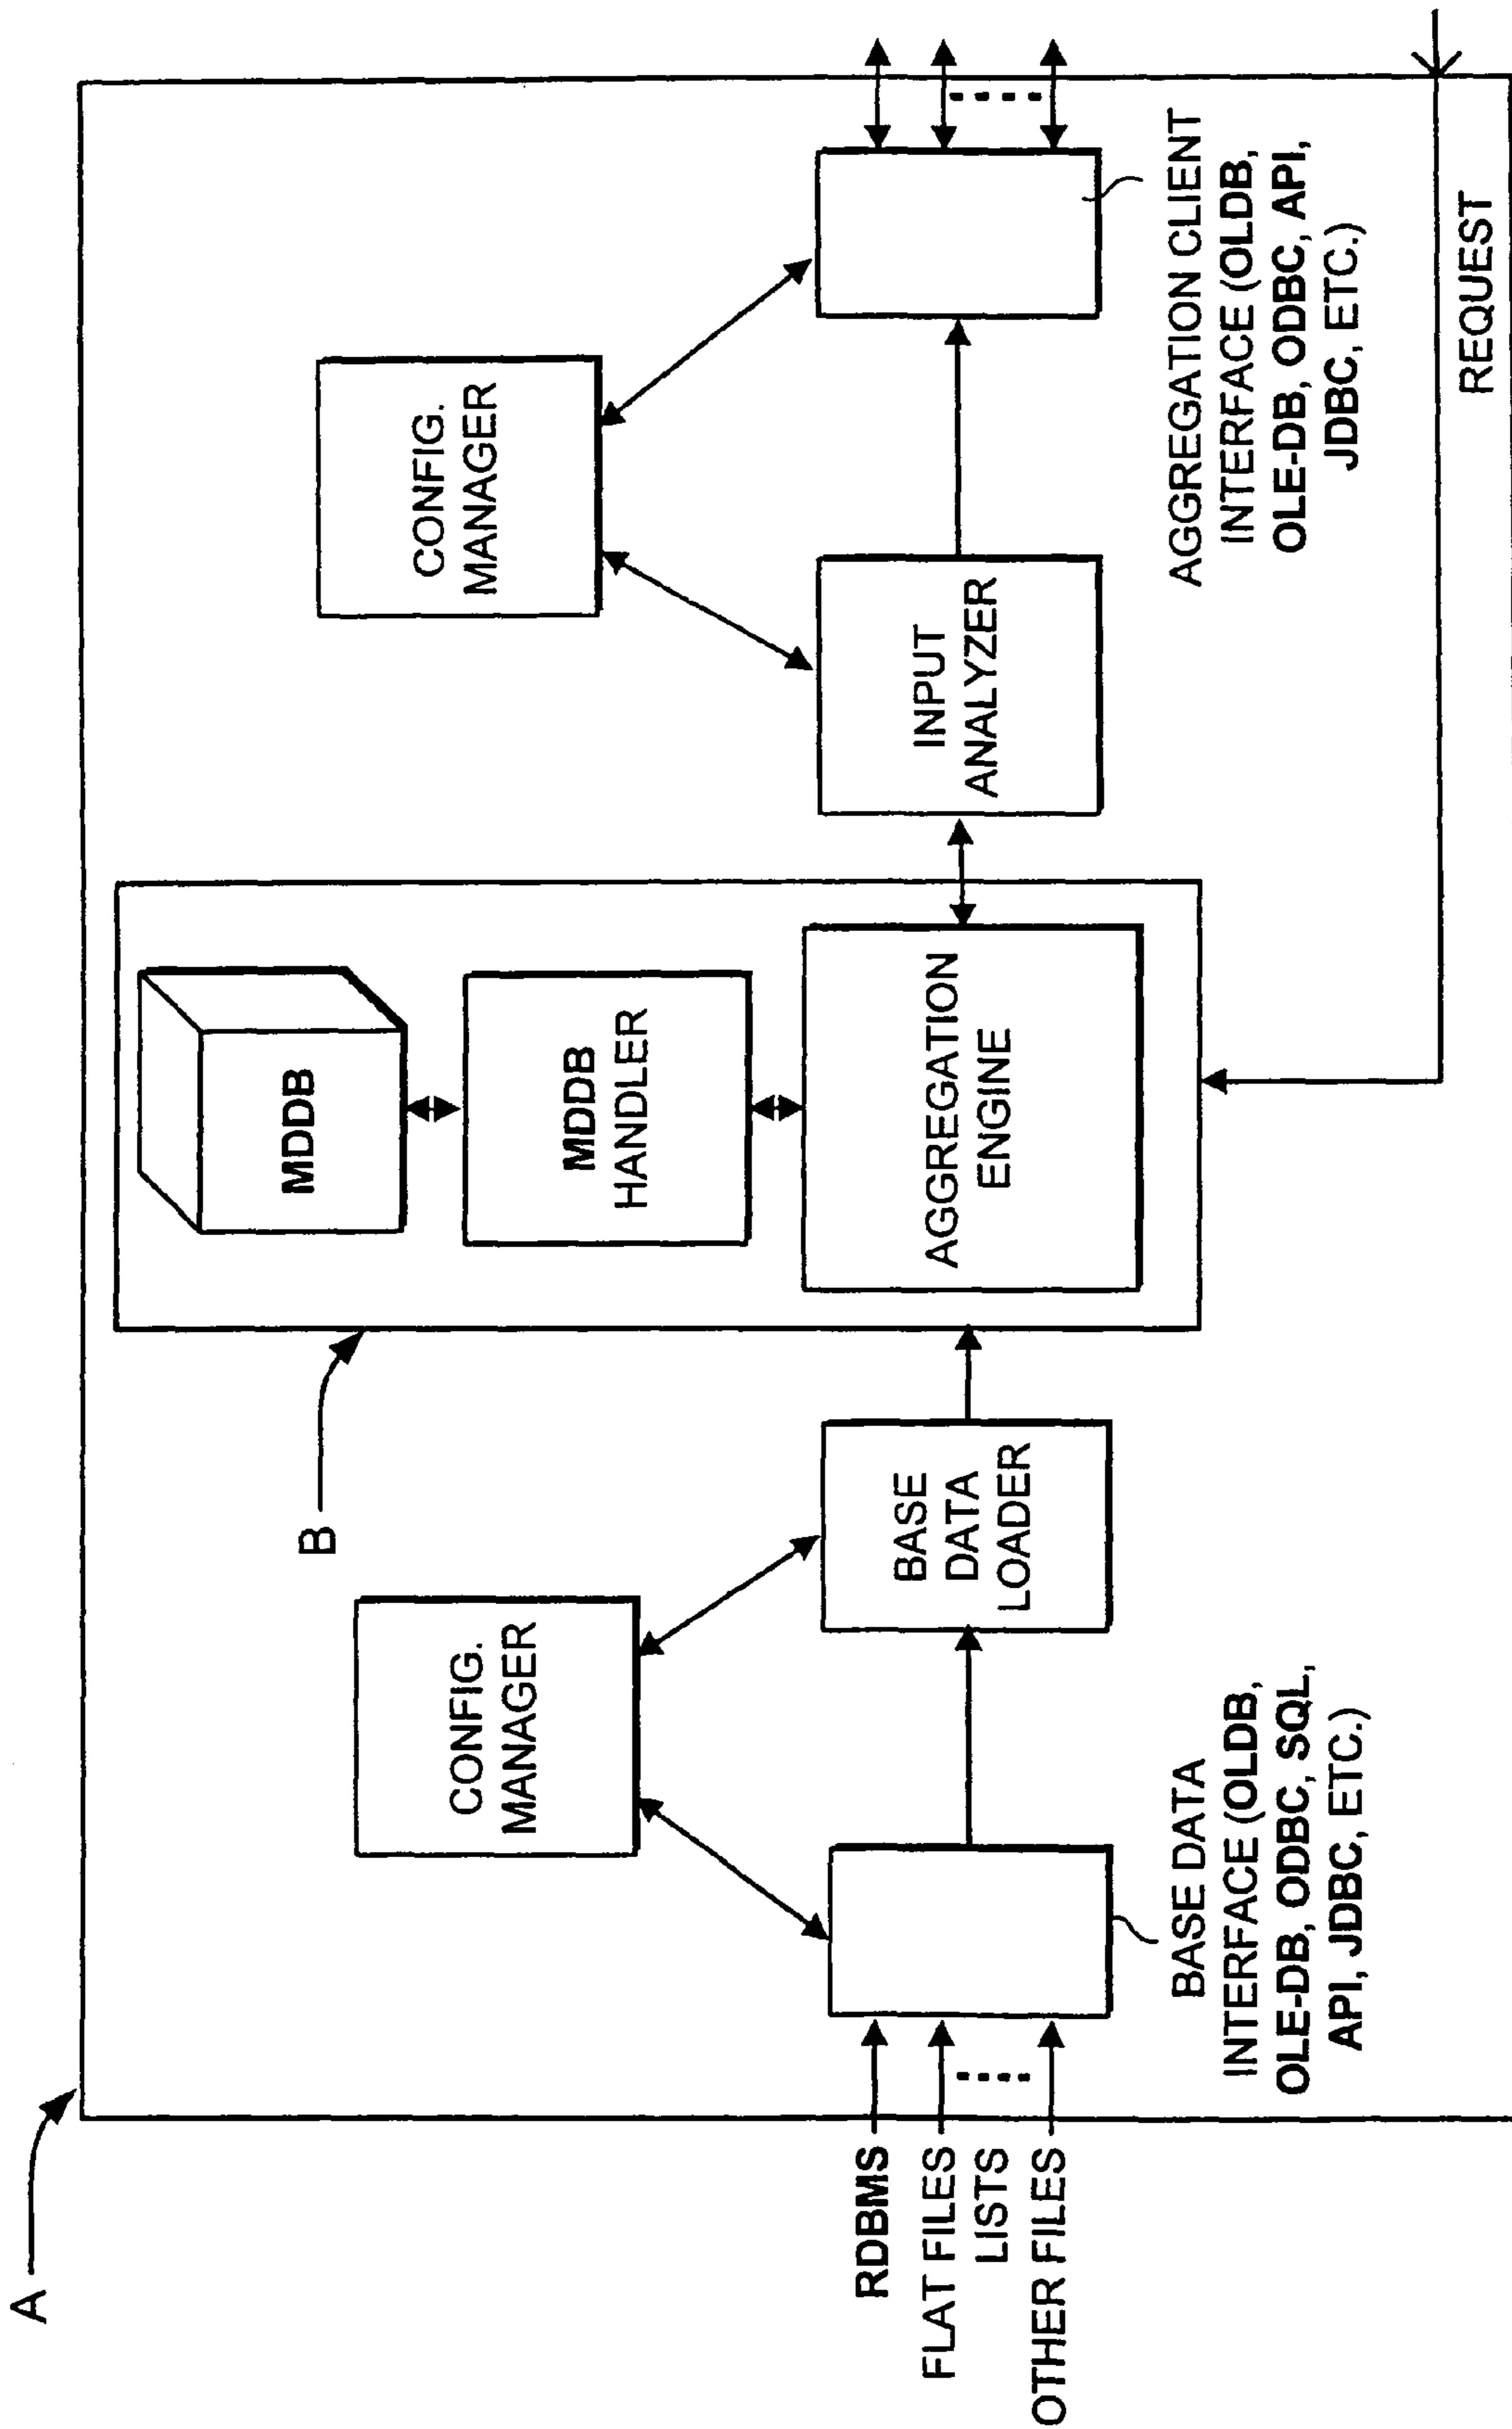 A
B
CONFIG.
MANAGER
CONFIG.
MANAGER
MDDB
MDDB
HANDLER
AGGREGATION
ENGINE
RDBMS
FLAT FILES
LISTS
OTHER FILES
BASE
DATA
LOADER
INPUT
ANALYZER
BASE DATA
INTERFACE (OLDB,
OLE-DB, ODBC, SQL,
API, JDBC, ETC.)
AGGREGATION CLIENT
INTERFACE (OLDB,
OLE-DB, ODBC, API,
JDBC, ETC.)
REQUEST